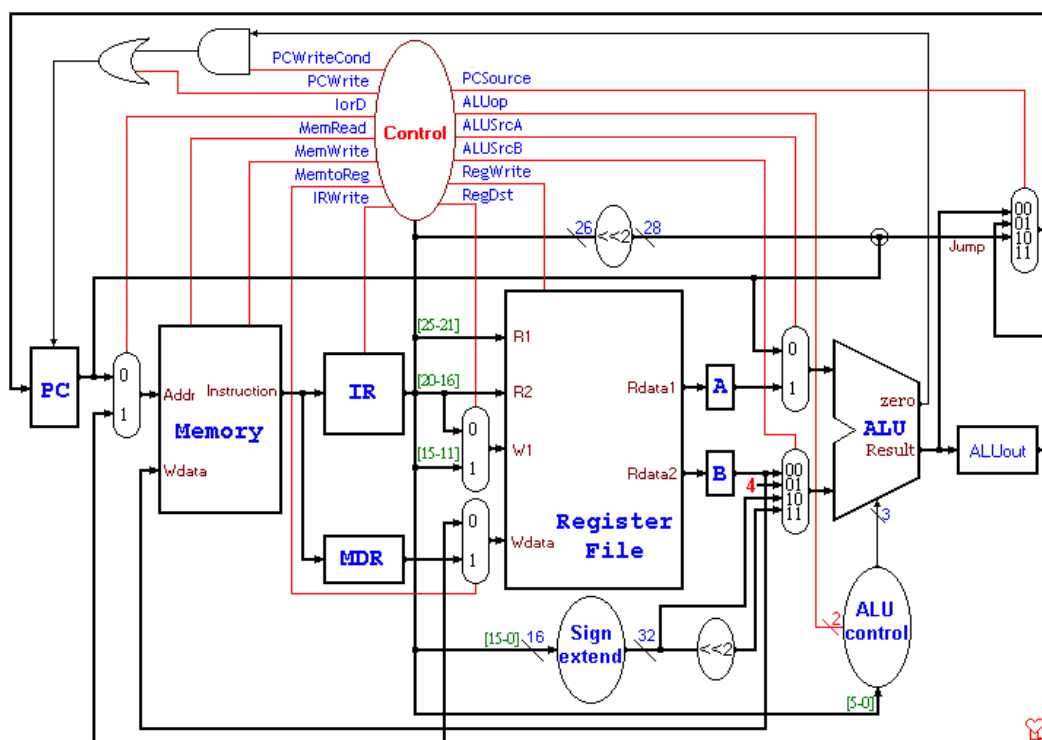 PCWriteCond
PCWrite
IorD
MemRead
MemWrite
MemtoReg
IRWrite
Control
PCSource
ALUop
ALUSrcA
ALUSrcB
RegWrite
RegDst
26
<<2
28
Jump
00
01
10
11
PC
0
1
Addr
Instruction
Memory
Wdata
IR
MDR
[25-21]
[20-16]
[15-11]
0
1
0
1
R1
R2
W1
Wdata
Rdata1
Rdata2
Register
File
A
B
0
1
4
00
01
10
11
zero
ALU
Result
ALUout
3
[15-0]
16
Sign
extend
32
<<2
2
ALU
control
[5-0]